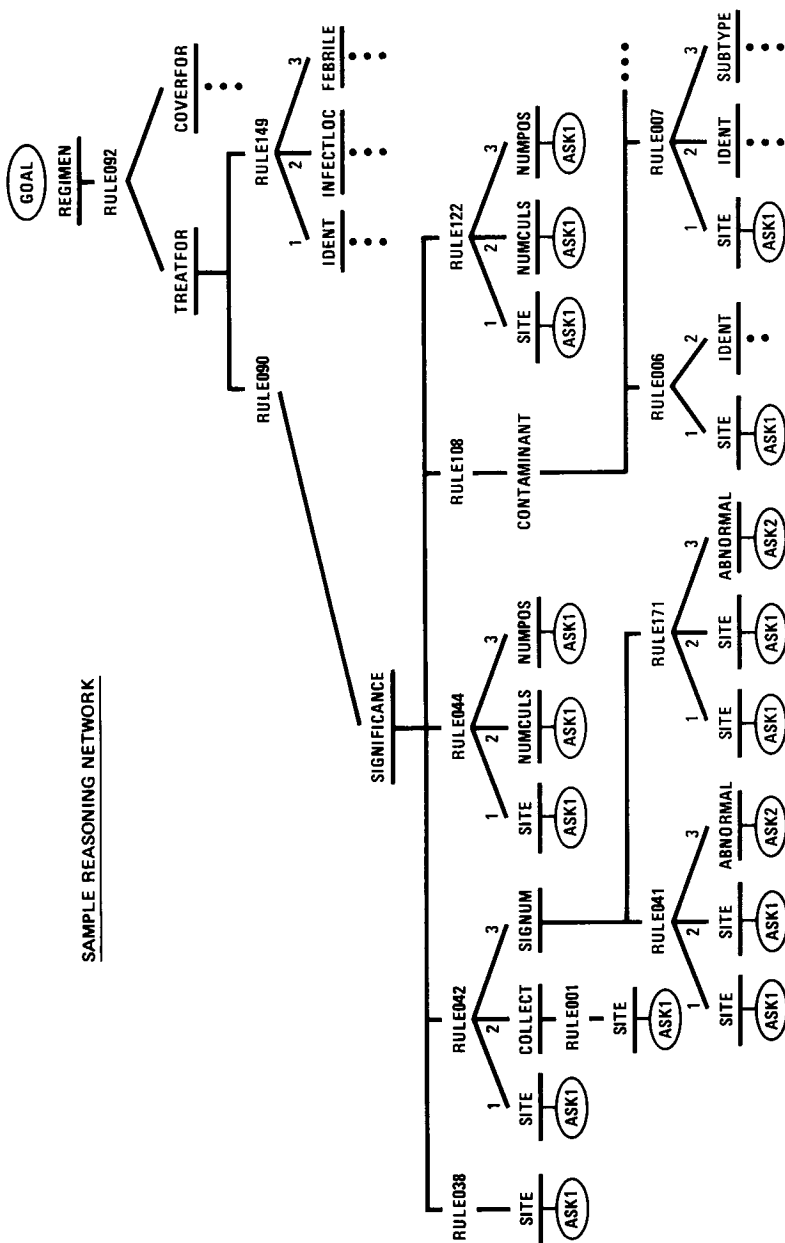 SAMPLE REASONING NETWORK
GOAL
REGIMEN
RULE092
TREATFOR COVERFOR
• • •
RULE090 RULE149
1 2 3
IDENT INFECTLOC FEBRILE
• • • • • • • • •
SIGNIFICANCE
RULE038 RULE042 RULE044 RULE108 RULE122
1 2 3 1 2 3 1 2 3
SITE SITE COLLECT SIGNUM SITE NUMCULS NUMPOS CONTAMINANT SITE NUMCULS NUMPOS
ASK1 ASK1 RULE001 ASK1 ASK1 ASK1 ASK1 ASK1 ASK1
SITE
ASK1
RULE041 RULE171 RULE006 RULE007 • • •
1 2 3 1 2 3 1 2 1 2 3
SITE SITE ABNORMAL SITE SITE ABNORMAL SITE IDENT SITE IDENT SUBTYPE
ASK1 ASK1 ASK2 ASK1 ASK1 ASK2 ASK1 • • ASK1 • • • • • •